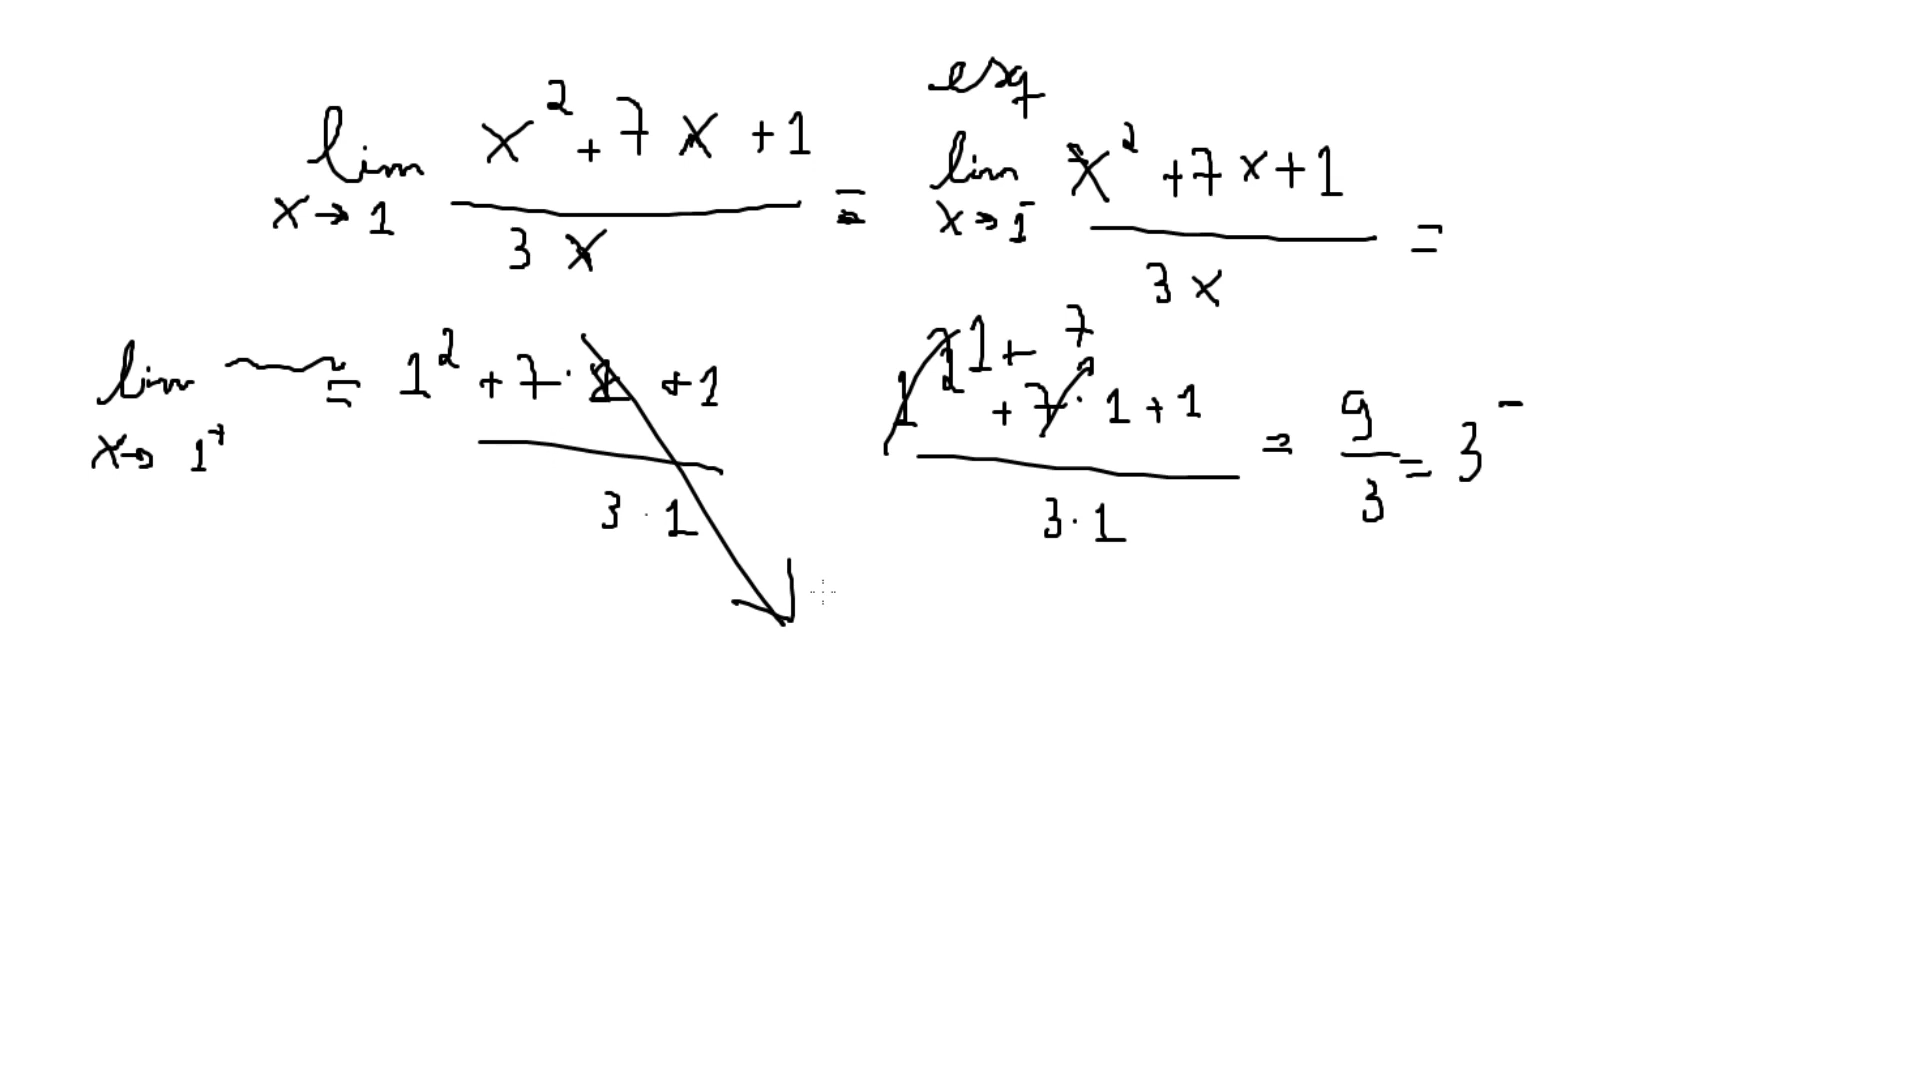 esq
lim x² + 7x + 1 = lim x² + 7x + 1 =
x→1 3x x→1⁻ 3x
lim = 1² + 7·1 + 1
x→1⁺ 3·1
1 + 7
1² + 7·1 + 1 = 9 = 3⁻
3·1 3